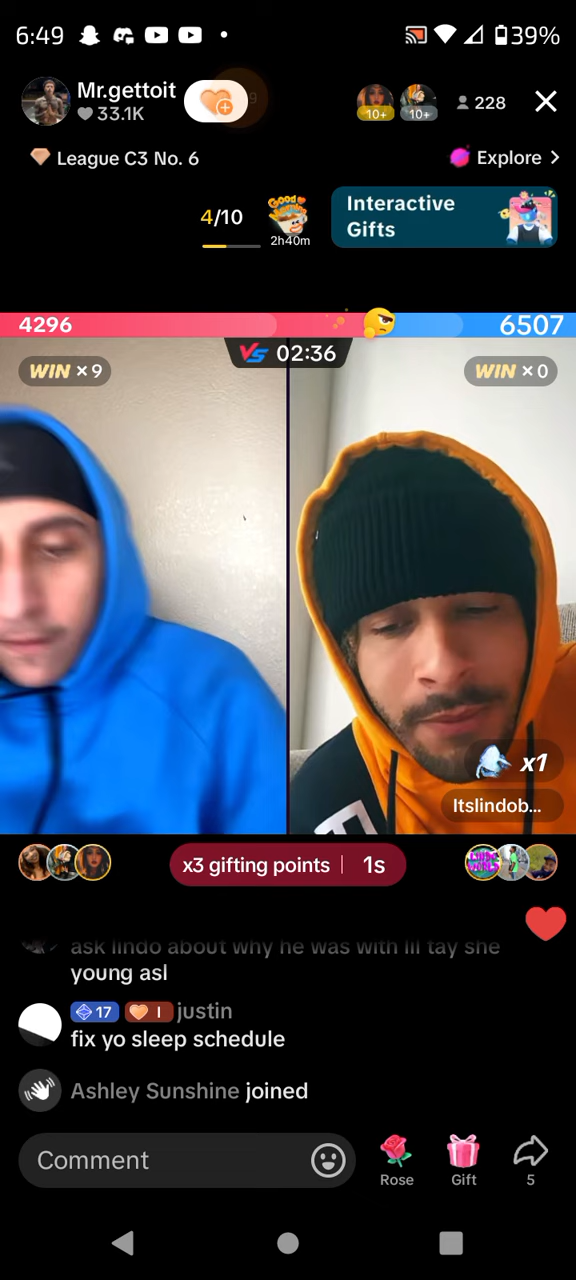 6:49
39%
Mr.gettoit
33.1K
10+
10+
228
League C3 No. 6
Explore >
4/10
2h40m
Interactive
Gifts
4296
6507
VS 02:36
WIN ×9
WIN ×0
x1
Itslindob...
x3 gifting points | 1s
ask lindo about why he was with lil tay she
young asl
17
I
justin
fix yo sleep schedule
Ashley Sunshine joined
Comment
Rose
Gift
5